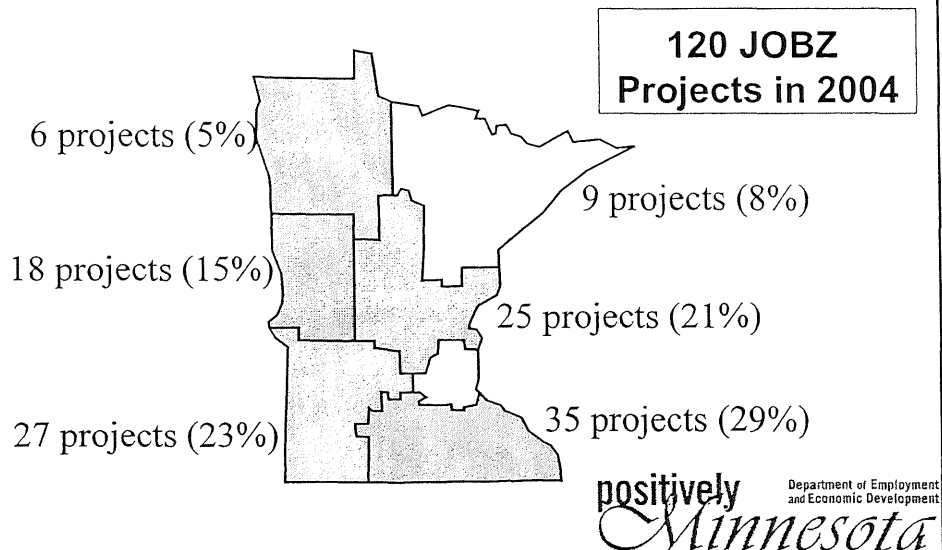 120 JOBZ
Projects in 2004
6 projects (5%)
9 projects (8%)
18 projects (15%)
25 projects (21%)
27 projects (23%)
35 projects (29%)
positively
Department of Employment
and Economic Development
Minnesota